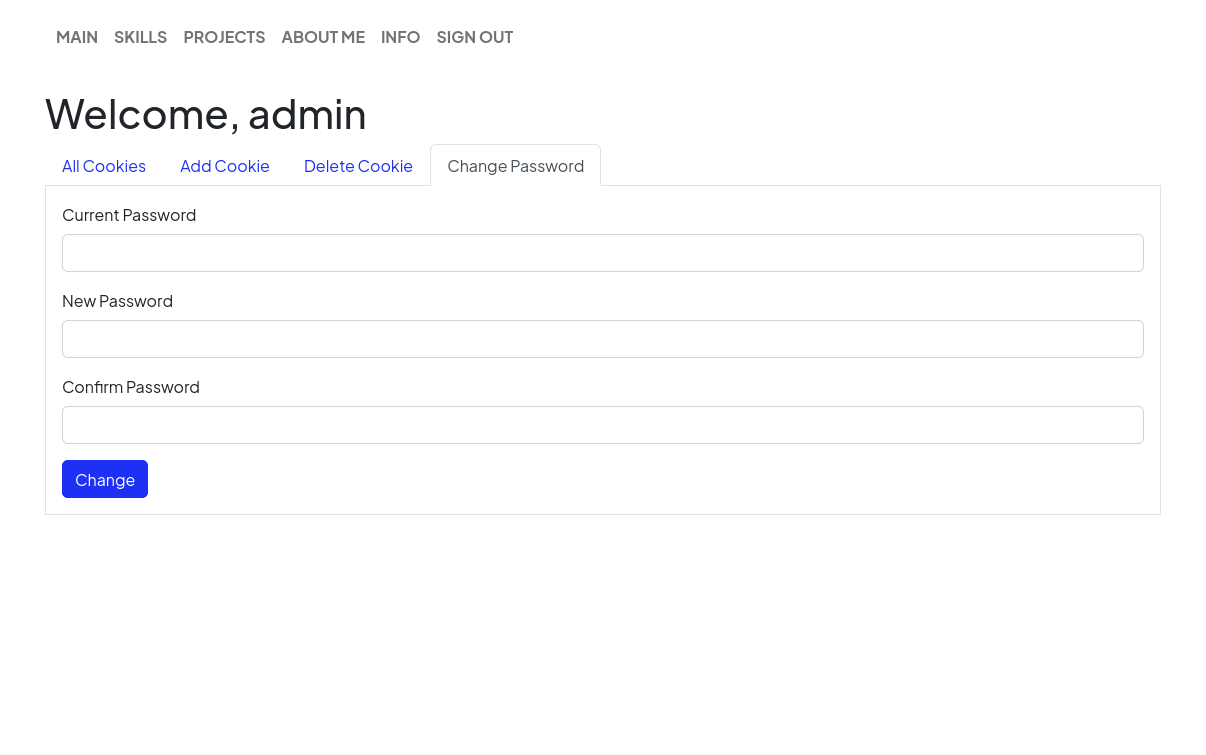 MAIN SKILLS PROJECTS ABOUT ME INFO SIGN OUT
Welcome, admin
All Cookies Add Cookie Delete Cookie Change Password
Current Password
New Password
Confirm Password
Change